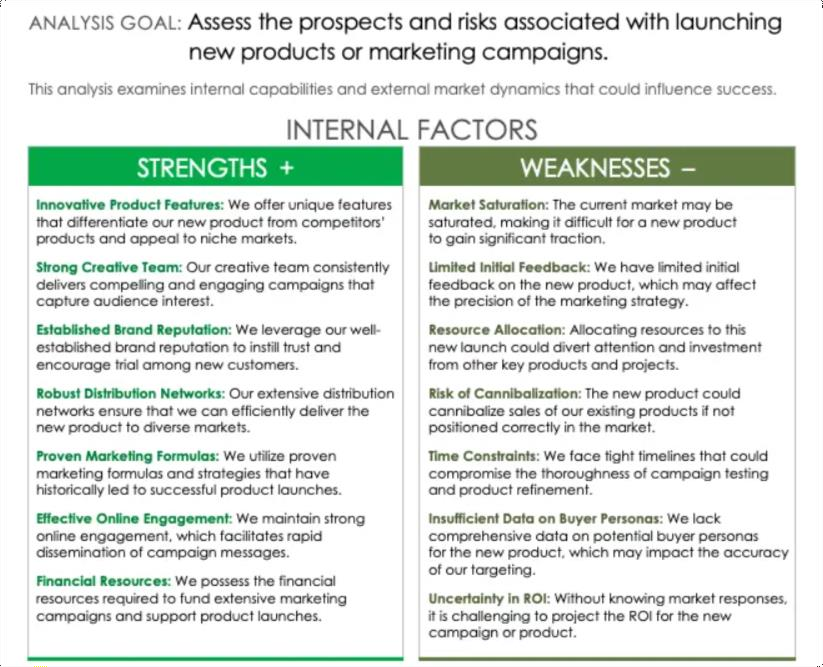 ANALYSIS GOAL: Assess the prospects and risks associated with launching
new products or marketing campaigns.
This analysis examines internal capabilities and external market dynamics that could influence success.
INTERNAL FACTORS
STRENGTHS +
Innovative Product Features: We offer unique features
that differentiate our new product from competitors'
products and appeal to niche markets.
Strong Creative Team: Our creative team consistently
delivers compelling and engaging campaigns that
capture audience interest.
Established Brand Reputation: We leverage our well-
established brand reputation to instill trust and
encourage trial among new customers.
Robust Distribution Networks: Our extensive distribution
networks ensure that we can efficiently deliver the
new product to diverse markets.
Proven Marketing Formulas: We utilize proven
marketing formulas and strategies that have
historically led to successful product launches.
Effective Online Engagement: We maintain strong
online engagement, which facilitates rapid
dissemination of campaign messages.
Financial Resources: We possess the financial
resources required to fund extensive marketing
campaigns and support product launches.
WEAKNESSES –
Market Saturation: The current market may be
saturated, making it difficult for a new product
to gain significant traction.
Limited Initial Feedback: We have limited initial
feedback on the new product, which may affect
the precision of the marketing strategy.
Resource Allocation: Allocating resources to this
new launch could divert attention and investment
from other key products and projects.
Risk of Cannibalization: The new product could
cannibalize sales of our existing products if not
positioned correctly in the market.
Time Constraints: We face tight timelines that could
compromise the thoroughness of campaign testing
and product refinement.
Insufficient Data on Buyer Personas: We lack
comprehensive data on potential buyer personas
for the new product, which may impact the accuracy
of our targeting.
Uncertainty in ROI: Without knowing market responses,
it is challenging to project the ROI for the new
campaign or product.